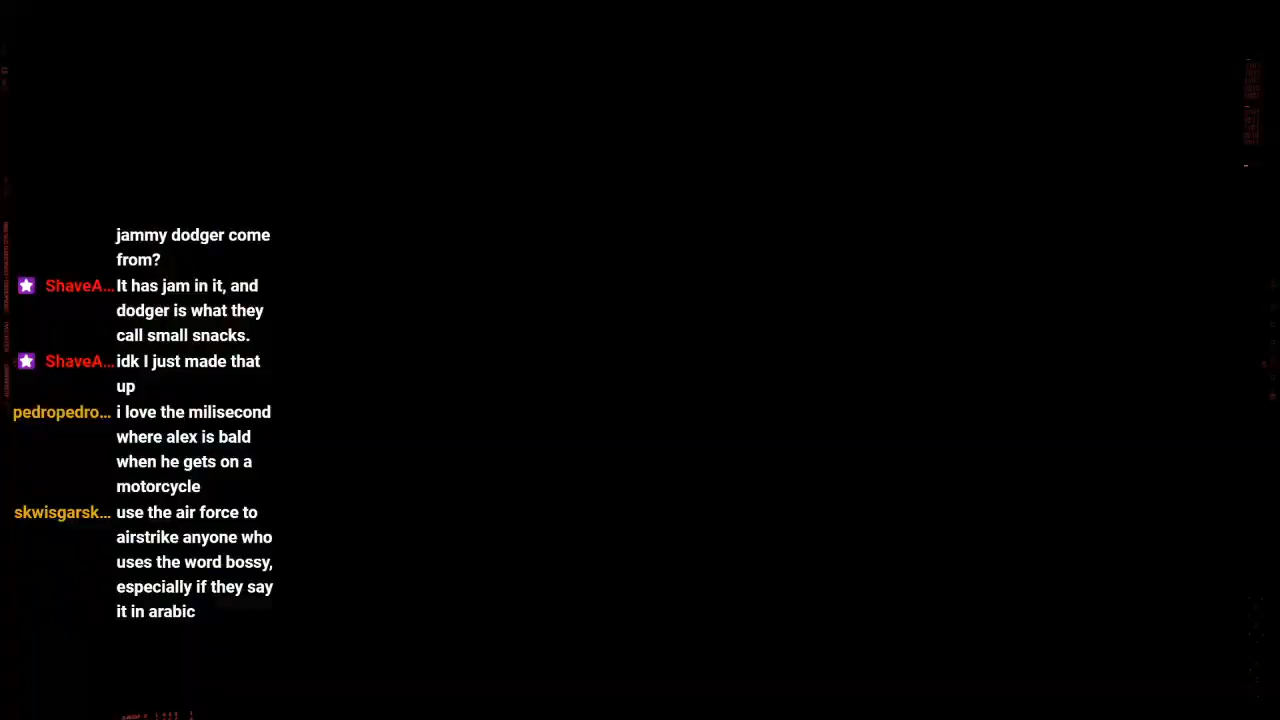 jammy dodger come
from?
ShaveA... It has jam in it, and
dodger is what they
call small snacks.
ShaveA... idk I just made that
up
pedropedro... i love the milisecond
where alex is bald
when he gets on a
motorcycle
skwisgarsk... use the air force to
airstrike anyone who
uses the word bossy,
especially if they say
it in arabic